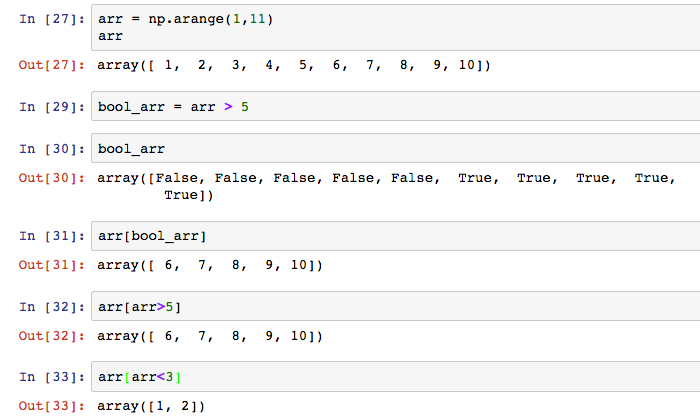 In [27]: arr = np.arange(1,11)
arr
Out[27]: array([ 1,  2,  3,  4,  5,  6,  7,  8,  9, 10])
In [29]: bool_arr = arr > 5
In [30]: bool_arr
Out[30]: array([False, False, False, False, False,  True,  True,  True,  True,
True])
In [31]: arr[bool_arr]
Out[31]: array([ 6,  7,  8,  9, 10])
In [32]: arr[arr>5]
Out[32]: array([ 6,  7,  8,  9, 10])
In [33]: arr[arr<3]
Out[33]: array([1, 2])